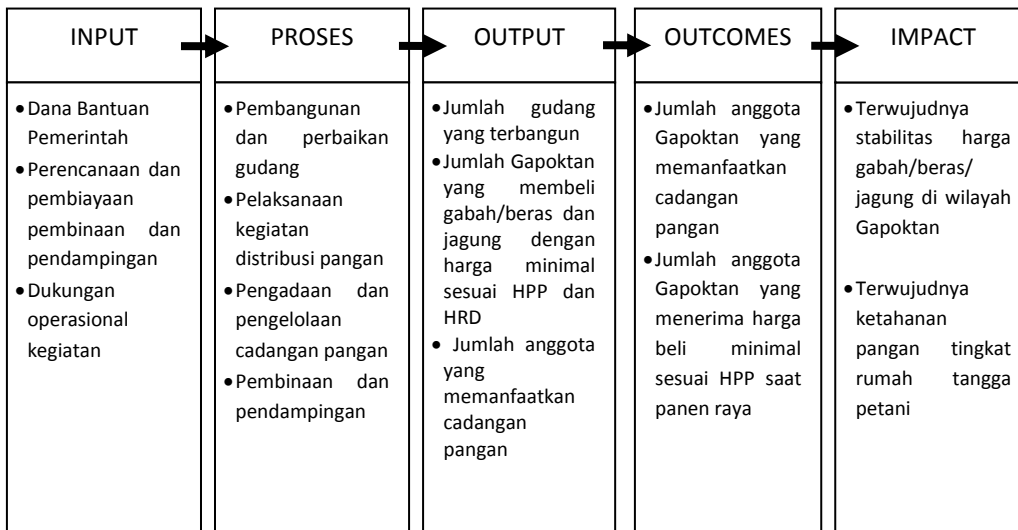 INPUT
PROSES
OUTPUT
OUTCOMES
IMPACT
•Dana Bantuan
Pemerintah
•Perencanaan dan
pembiayaan
pembinaan dan
pendampingan
•Dukungan
operasional
kegiatan
•Pembangunan
dan perbaikan
gudang
•Pelaksanaan
kegiatan
distribusi pangan
•Pengadaan dan
pengelolaan
cadangan pangan
•Pembinaan dan
pendampingan
•Jumlah gudang
yang terbangun
•Jumlah Gapoktan
yang membeli
gabah/beras dan
jagung dengan
harga minimal
sesuai HPP dan
HRD
• Jumlah anggota
yang
memanfaatkan
cadangan
pangan
•Jumlah anggota
Gapoktan yang
memanfaatkan
cadangan
pangan
•Jumlah anggota
Gapoktan yang
menerima harga
beli minimal
sesuai HPP saat
panen raya
•Terwujudnya
stabilitas harga
gabah/beras/
jagung di wilayah
Gapoktan
•Terwujudnya
ketahanan
pangan tingkat
rumah tangga
petani